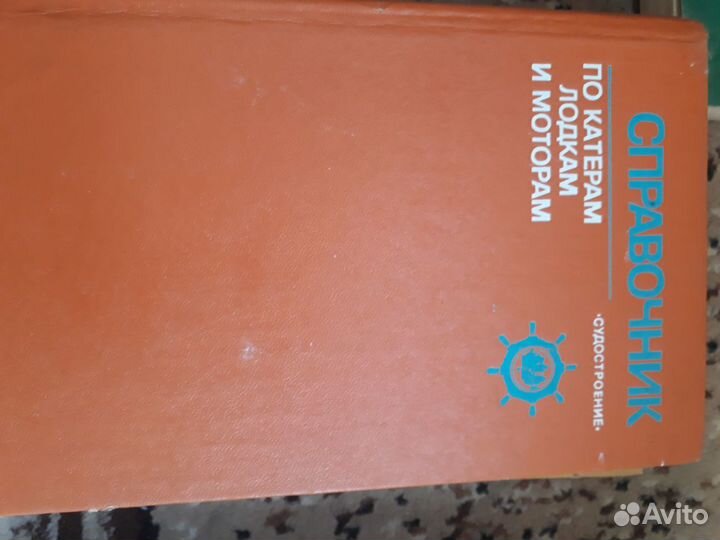 СПРАВОЧНИК
ПО КАТЕРАМ
ЛОДКАМ
И МОТОРАМ
«СУДОСТРОЕНИЕ»
Avito